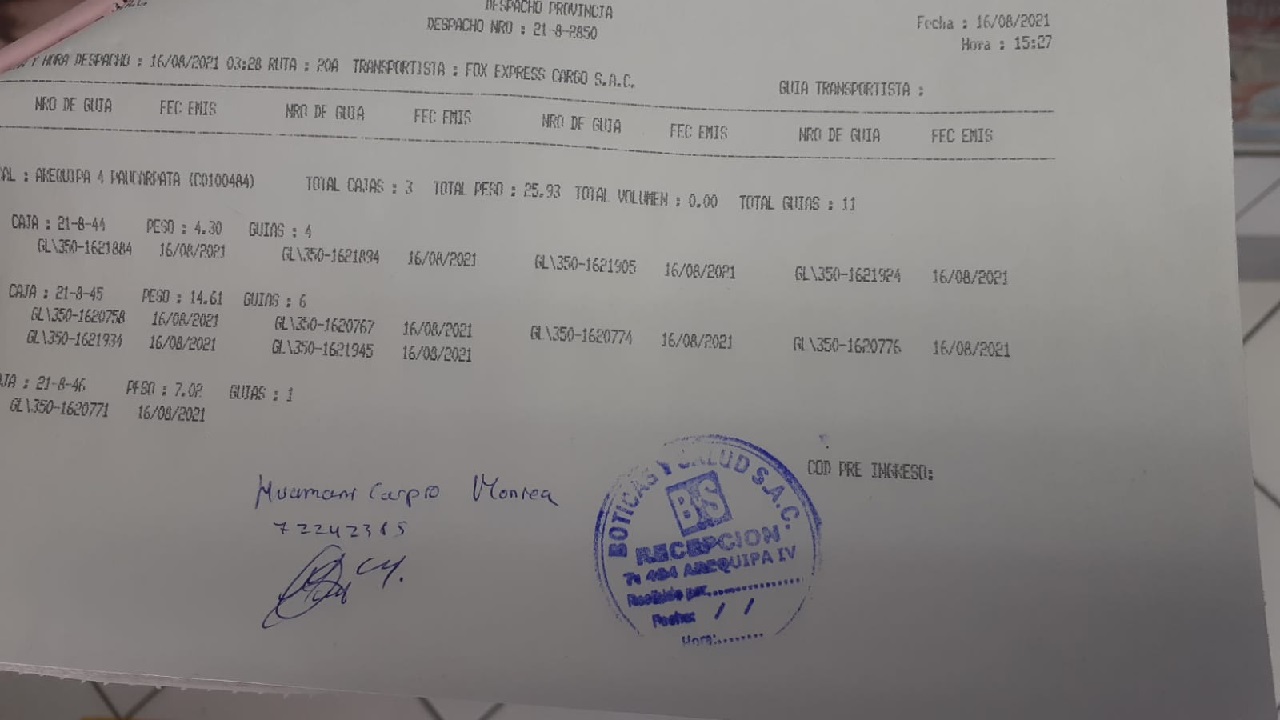 DESPACHO PROVINCIA
DESPACHO NRO : 21-8-2850
Fecha : 16/08/2021
Hora : 15:27
Y HORA DESPACHO : 16/08/2021 03:28 RUTA : 20A TRANSPORTISTA : FOX EXPRESS CARGO S.A.C. GUIA TRANSPORTISTA :
NRO DE GUIA FEC EMIS NRO DE GUIA FEC EMIS NRO DE GUIA FEC EMIS NRO DE GUIA FEC EMIS
AL : AREQUIPA 4 PAUCARPATA (CD100484) TOTAL CAJAS : 3 TOTAL PESO : 25.93 TOTAL VOLUMEN : 0.00 TOTAL GUIAS : 11
CAJA : 21-8-44 PESO : 4.30 GUIAS : 4
GL\350-1621884 16/08/2021 GL\350-1621894 16/08/2021 GL\350-1621905 16/08/2021 GL\350-1621924 16/08/2021
CAJA : 21-8-45 PESO : 14.61 GUIAS : 6
GL\350-1620758 16/08/2021 GL\350-1620767 16/08/2021 GL\350-1620774 16/08/2021 GL\350-1620776 16/08/2021
GL\350-1621934 16/08/2021 GL\350-1621945 16/08/2021
AJA : 21-8-46 PESO : 7.02 GUIAS : 1
GL\350-1620771 16/08/2021
COD PRE INGRESO:
Huamani Carpio
72242365
BOTICAS Y SALUD S.A.C.
BS
RECEPCION
484 AREQUIPA IV
Recibido por:..............
Fecha: / /
Hora:........